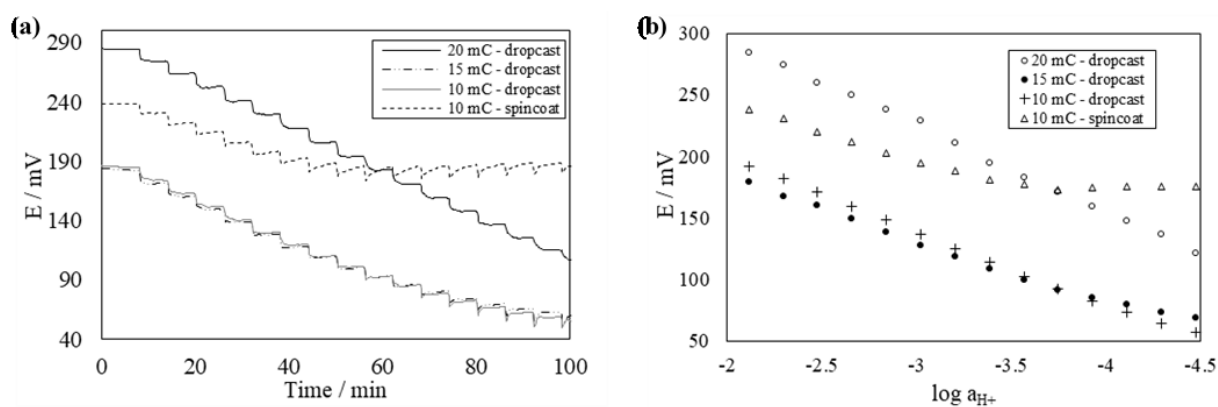 (a)
290
240
190
140
90
40
E / mV
0
20
40
60
80
100
Time / min
20 mC - dropcast
15 mC - dropcast
10 mC - dropcast
10 mC - spincoat
(b)
300
250
200
150
100
50
E / mV
-2
-2.5
-3
-3.5
-4
-4.5
log aH+
20 mC - dropcast
15 mC - dropcast
10 mC - dropcast
10 mC - spincoat